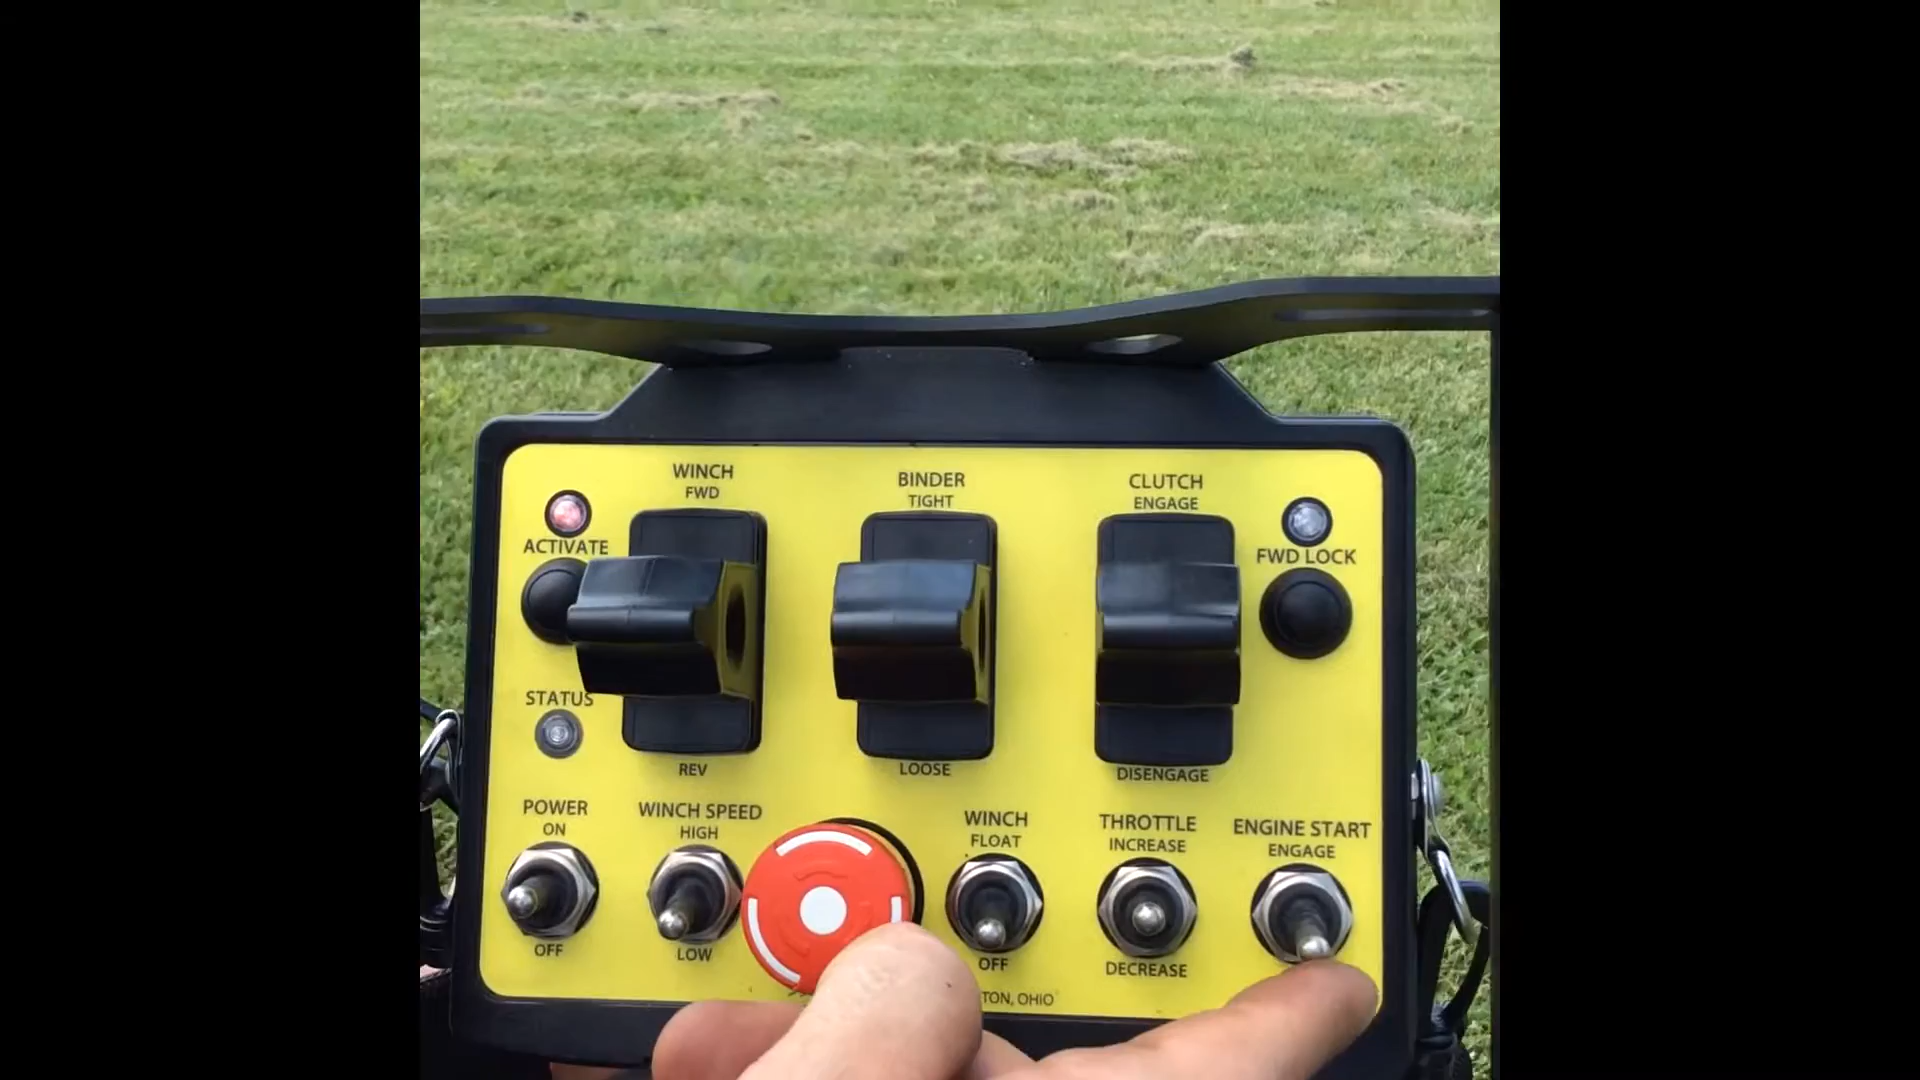 WINCH
FWD
BINDER
TIGHT
CLUTCH
ENGAGE
ACTIVATE
FWD LOCK
STATUS
REV
LOOSE
DISENGAGE
POWER
ON
WINCH SPEED
HIGH
WINCH
FLOAT
THROTTLE
INCREASE
ENGINE START
ENGAGE
OFF
LOW
OFF
DECREASE
OHIO